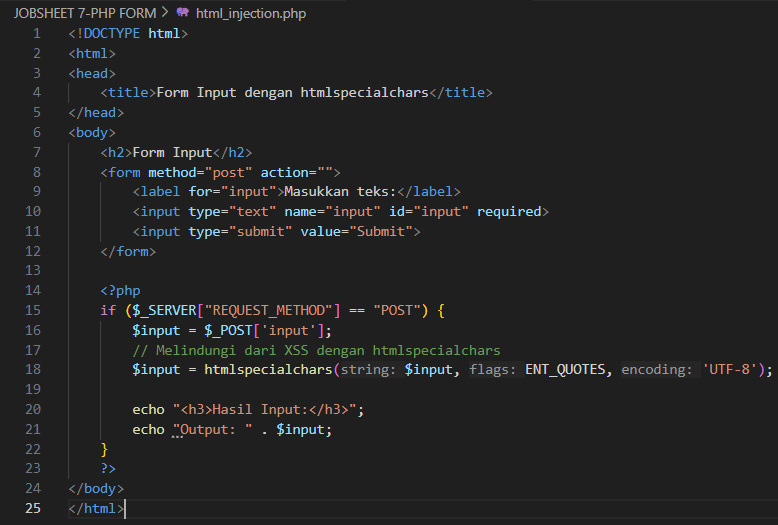 JOBSHEET 7-PHP FORM > html_injection.php
1 <!DOCTYPE html>
2 <html>
3 <head>
4 <title>Form Input dengan htmlspecialchars</title>
5 </head>
6 <body>
7 <h2>Form Input</h2>
8 <form method="post" action="">
9 <label for="input">Masukkan teks:</label>
10 <input type="text" name="input" id="input" required>
11 <input type="submit" value="Submit">
12 </form>
13
14 <?php
15 if ($_SERVER["REQUEST_METHOD"] == "POST") {
16 $input = $_POST['input'];
17 // Melindungi dari XSS dengan htmlspecialchars
18 $input = htmlspecialchars(string: $input, flags: ENT_QUOTES, encoding: 'UTF-8');
19
20 echo "<h3>Hasil Input:</h3>";
21 echo "Output: " . $input;
22 }
23 ?>
24 </body>
25 </html>